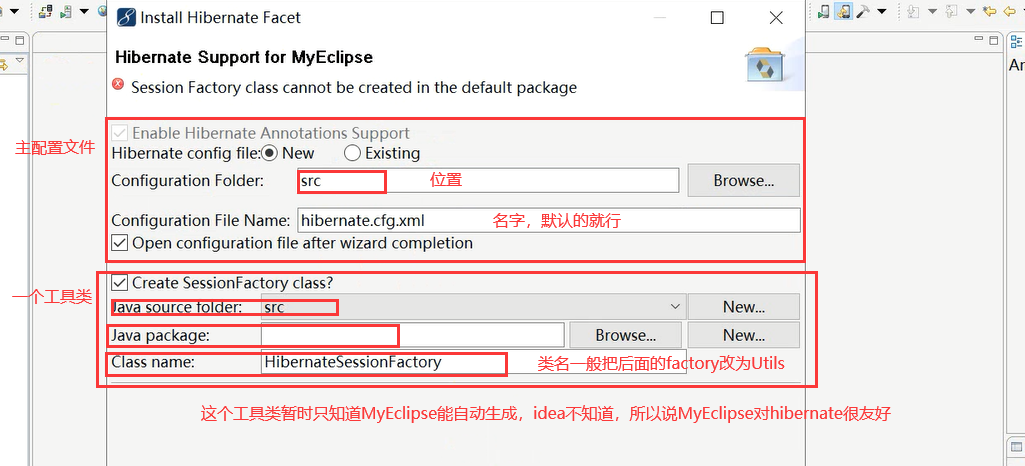 Install Hibernate Facet
Hibernate Support for MyEclipse
Session Factory class cannot be created in the default package
主配置文件
Enable Hibernate Annotations Support
Hibernate config file: New Existing
Configuration Folder: src 位置 Browse...
Configuration File Name: hibernate.cfg.xml 名字，默认的就行
Open configuration file after wizard completion
一个工具类
Create SessionFactory class?
Java source folder: src New...
Java package: Browse... New...
Class name: HibernateSessionFactory 类名一般把后面的factory改为Utils
这个工具类暂时只知道MyEclipse能自动生成，idea不知道，所以说MyEclipse对hibernate很友好